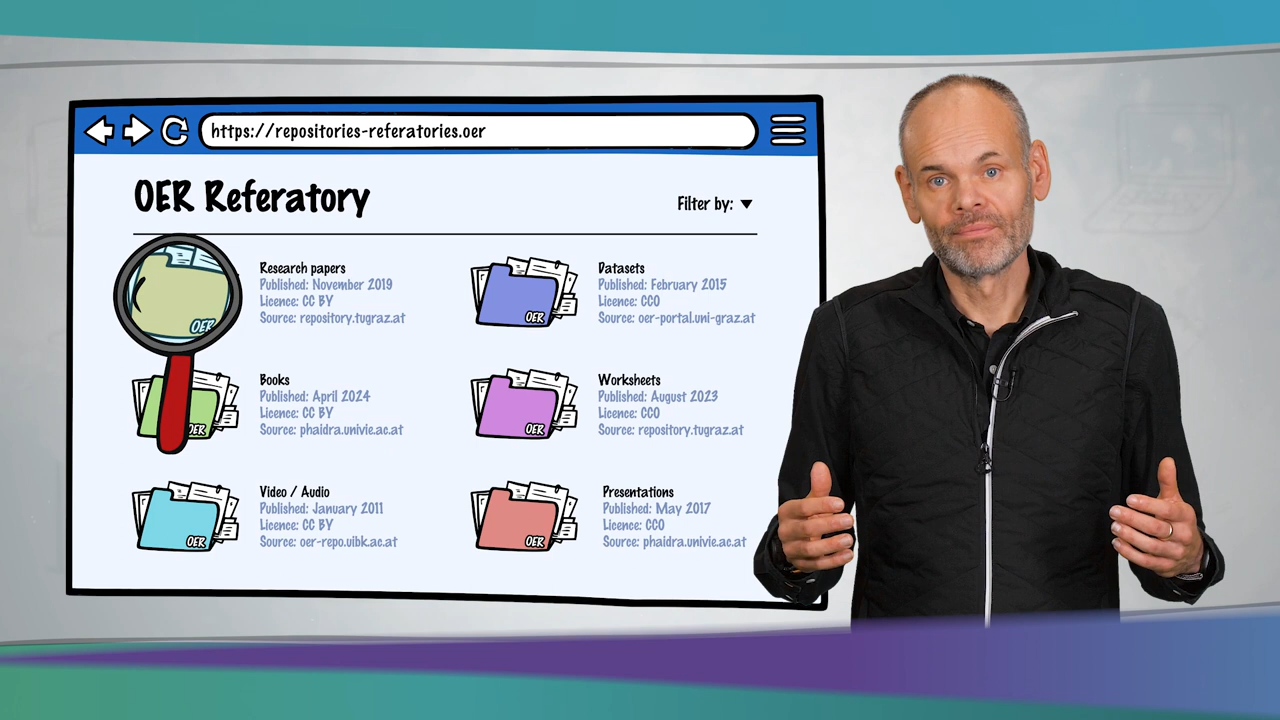 https://repositories-referatories.oer
OER Referatory
Filter by:
Research papers
Published: November 2019
Licence: CC BY
Source: repository.tugraz.at
OER
Datasets
Published: February 2015
Licence: CC0
Source: oer-portal.uni-graz.at
OER
Books
Published: April 2024
Licence: CC BY
Source: phaidra.univie.ac.at
OER
Worksheets
Published: August 2023
Licence: CC0
Source: repository.tugraz.at
OER
Video / Audio
Published: January 2011
Licence: CC BY
Source: oer-repo.uibk.ac.at
OER
Presentations
Published: May 2017
Licence: CC0
Source: phaidra.univie.ac.at
OER